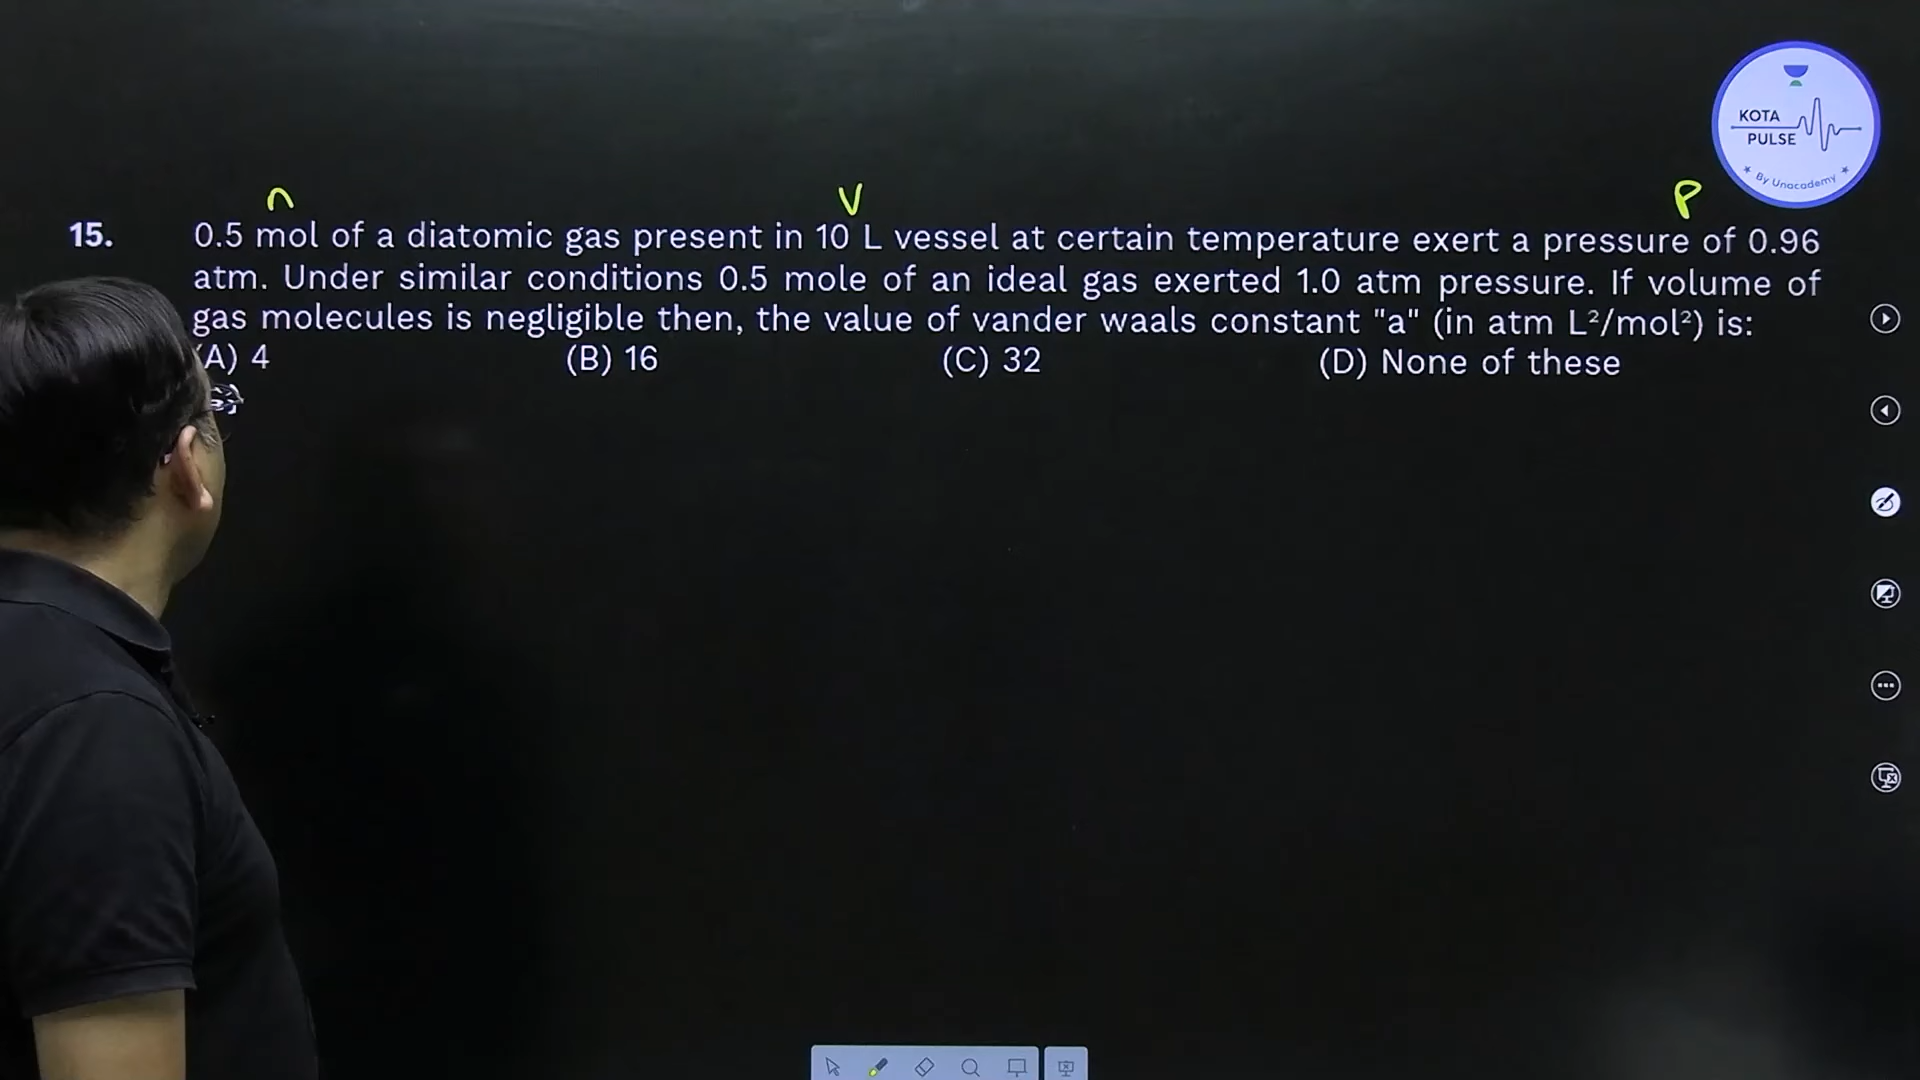 KOTA
PULSE
By Unacademy
n V P
15. 0.5 mol of a diatomic gas present in 10 L vessel at certain temperature exert a pressure of 0.96
atm. Under similar conditions 0.5 mole of an ideal gas exerted 1.0 atm pressure. If volume of
gas molecules is negligible then, the value of vander waals constant "a" (in atm L²/mol²) is:
(A) 4 (B) 16 (C) 32 (D) None of these